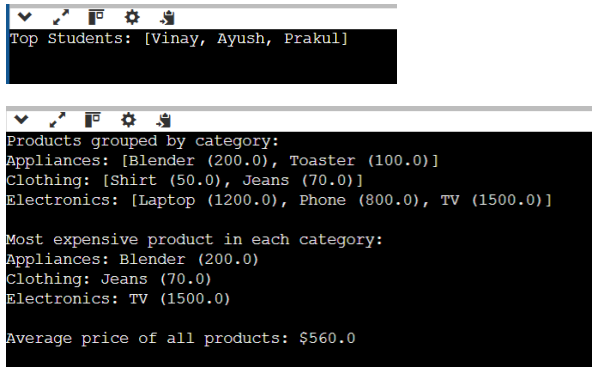 Top Students: [Vinay, Ayush, Prakul]
Products grouped by category:
Appliances: [Blender (200.0), Toaster (100.0)]
Clothing: [Shirt (50.0), Jeans (70.0)]
Electronics: [Laptop (1200.0), Phone (800.0), TV (1500.0)]
Most expensive product in each category:
Appliances: Blender (200.0)
Clothing: Jeans (70.0)
Electronics: TV (1500.0)
Average price of all products: $560.0